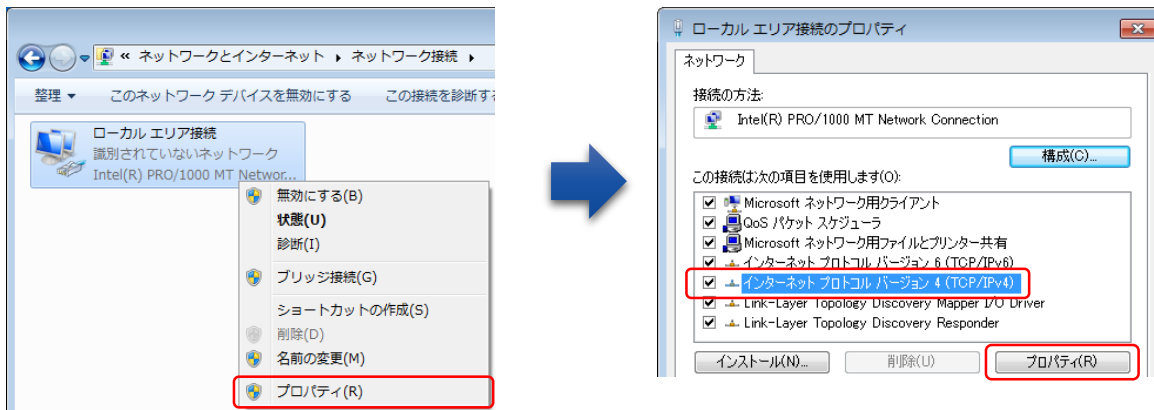 « ネットワークとインターネット ▸ ネットワーク接続 ▸
整理 ▼ このネットワーク デバイスを無効にする この接続を診断す
ローカル エリア接続
識別されていないネットワーク
Intel(R) PRO/1000 MT Networ...
無効にする(B)
状態(U)
診断(I)
ブリッジ接続(G)
ショートカットの作成(S)
削除(D)
名前の変更(M)
プロパティ(R)
ローカル エリア接続のプロパティ
ネットワーク
接続の方法:
Intel(R) PRO/1000 MT Network Connection
構成(C)...
この接続は次の項目を使用します(O):
Microsoft ネットワーク用クライアント
QoS パケット スケジューラ
Microsoft ネットワーク用ファイルとプリンター共有
インターネット プロトコル バージョン 6 (TCP/IPv6)
インターネット プロトコル バージョン 4 (TCP/IPv4)
Link-Layer Topology Discovery Mapper I/O Driver
Link-Layer Topology Discovery Responder
インストール(N)... 削除(U) プロパティ(R)